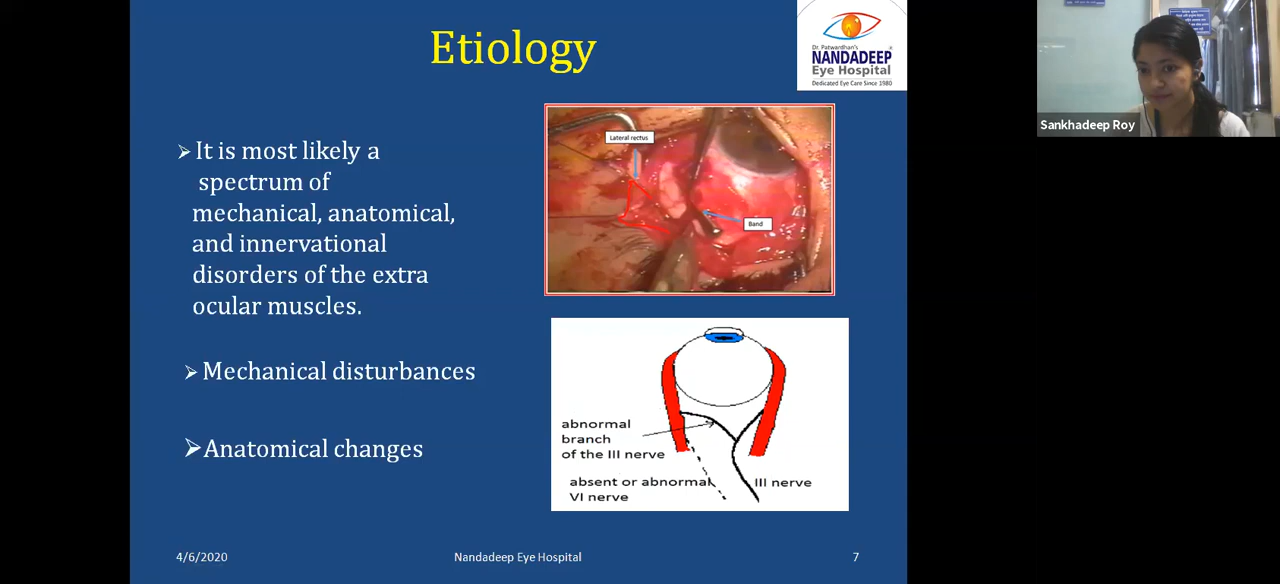 Etiology
Dr. Patwardhan's
NANDADEEP
Eye Hospital
Dedicated Eye Care Since 1980
Sankhadeep Roy
➢ It is most likely a
spectrum of
mechanical, anatomical,
and innervational
disorders of the extra
ocular muscles.
➢ Mechanical disturbances
➢Anatomical changes
Lateral rectus
Band
abnormal
branch
of the III nerve
absent or abnormal
VI nerve
III nerve
4/6/2020
Nandadeep Eye Hospital
7